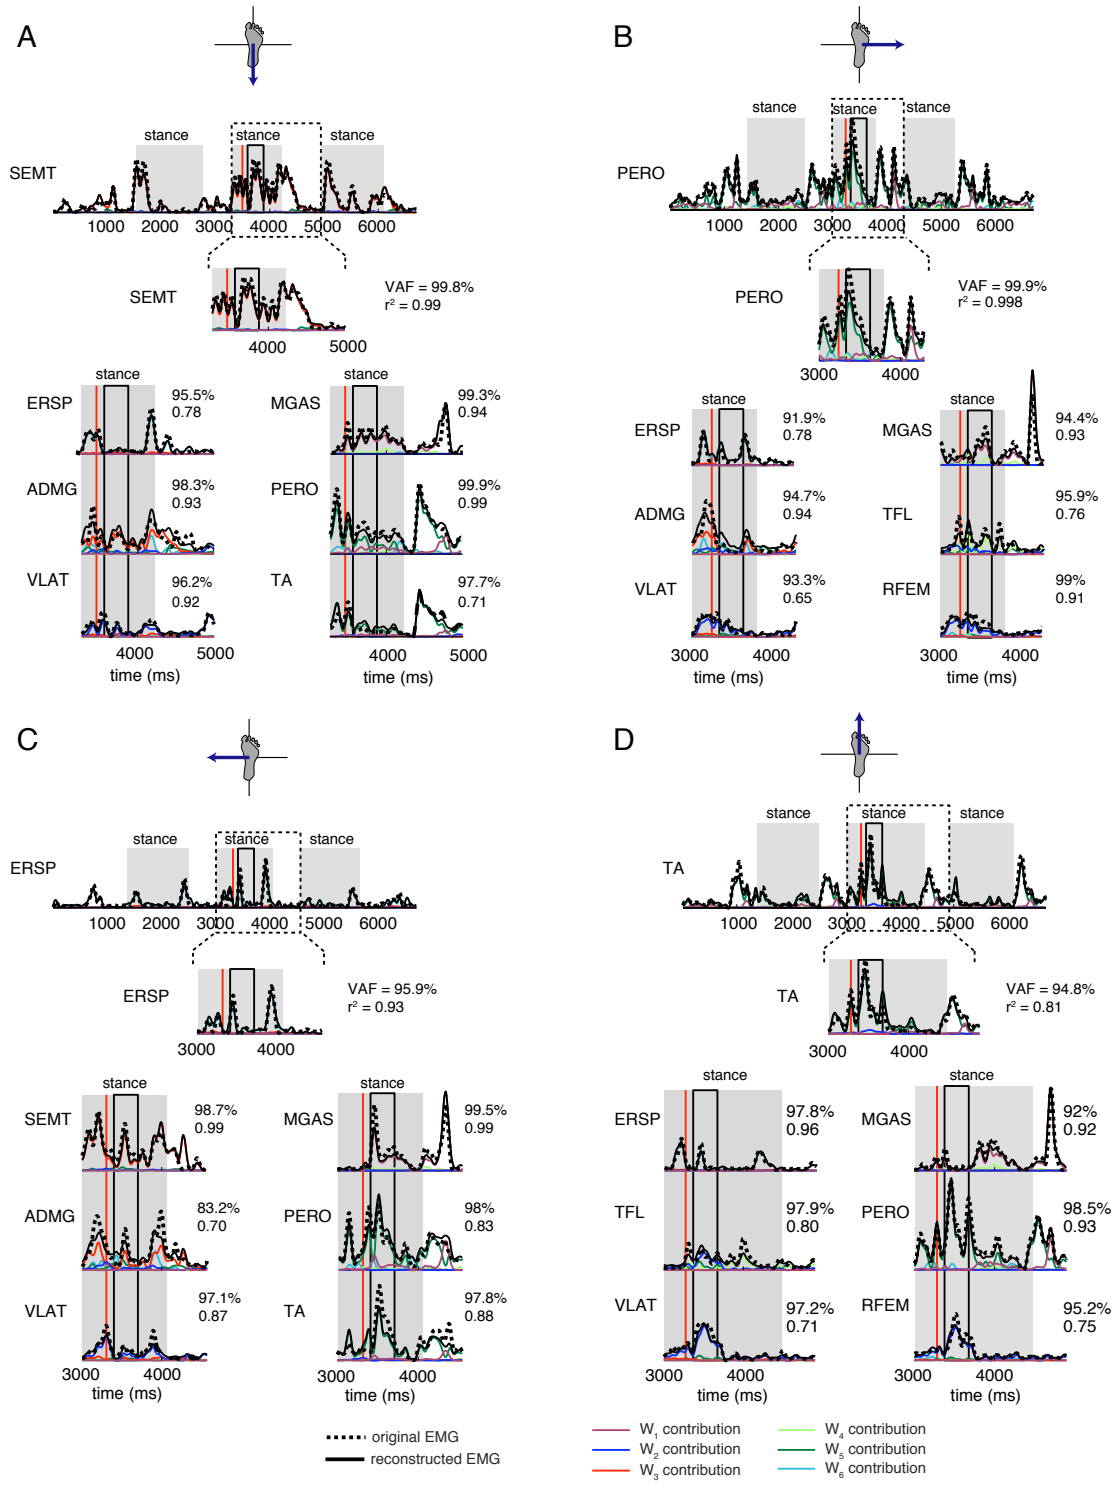 A
stance
stance
stance
SEMT
1000 2000 3000 4000 5000 6000
SEMT
VAF = 99.8%
r² = 0.99
4000 5000
stance
ERSP
95.5%
0.78
ADMG
98.3%
0.93
VLAT
96.2%
0.92
4000 5000
time (ms)
stance
MGAS
99.3%
0.94
PERO
99.9%
0.99
TA
97.7%
0.71
4000 5000
time (ms)
B
stance
stance
stance
PERO
1000 2000 3000 4000 5000 6000
PERO
VAF = 99.9%
r² = 0.998
3000 4000
stance
ERSP
91.9%
0.78
ADMG
94.7%
0.94
VLAT
93.3%
0.65
3000 4000
time (ms)
stance
MGAS
94.4%
0.93
TFL
95.9%
0.76
RFEM
99%
0.91
3000 4000
time (ms)
C
stance
stance
stance
ERSP
1000 2000 3000 4000 5000 6000
ERSP
VAF = 95.9%
r² = 0.93
3000 4000
stance
SEMT
98.7%
0.99
ADMG
83.2%
0.70
VLAT
97.1%
0.87
3000 4000
time (ms)
stance
MGAS
99.5%
0.99
PERO
98%
0.83
TA
97.8%
0.88
3000 4000
time (ms)
D
stance
stance
stance
TA
1000 2000 3000 4000 5000 6000
TA
VAF = 94.8%
r² = 0.81
3000 4000
stance
ERSP
97.8%
0.96
TFL
97.9%
0.80
VLAT
97.2%
0.71
3000 4000
time (ms)
stance
MGAS
92%
0.92
PERO
98.5%
0.93
RFEM
95.2%
0.75
3000 4000
time (ms)
original EMG
reconstructed EMG
W₁ contribution
W₂ contribution
W₃ contribution
W₄ contribution
W₅ contribution
W₆ contribution